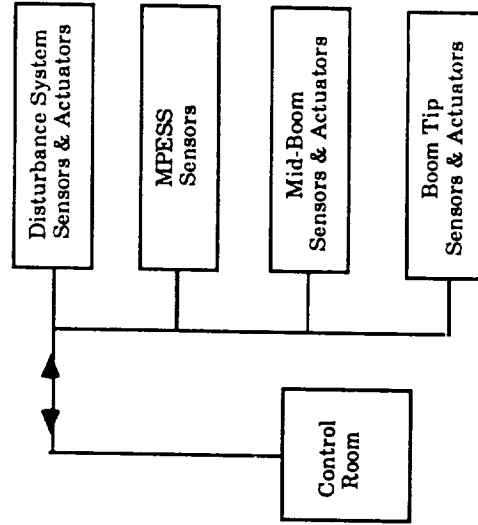 Disturbance System
Sensors & Actuators
MPESS
Sensors
Mid-Boom
Sensors & Actuators
Boom Tip
Sensors & Actuators
Control
Room